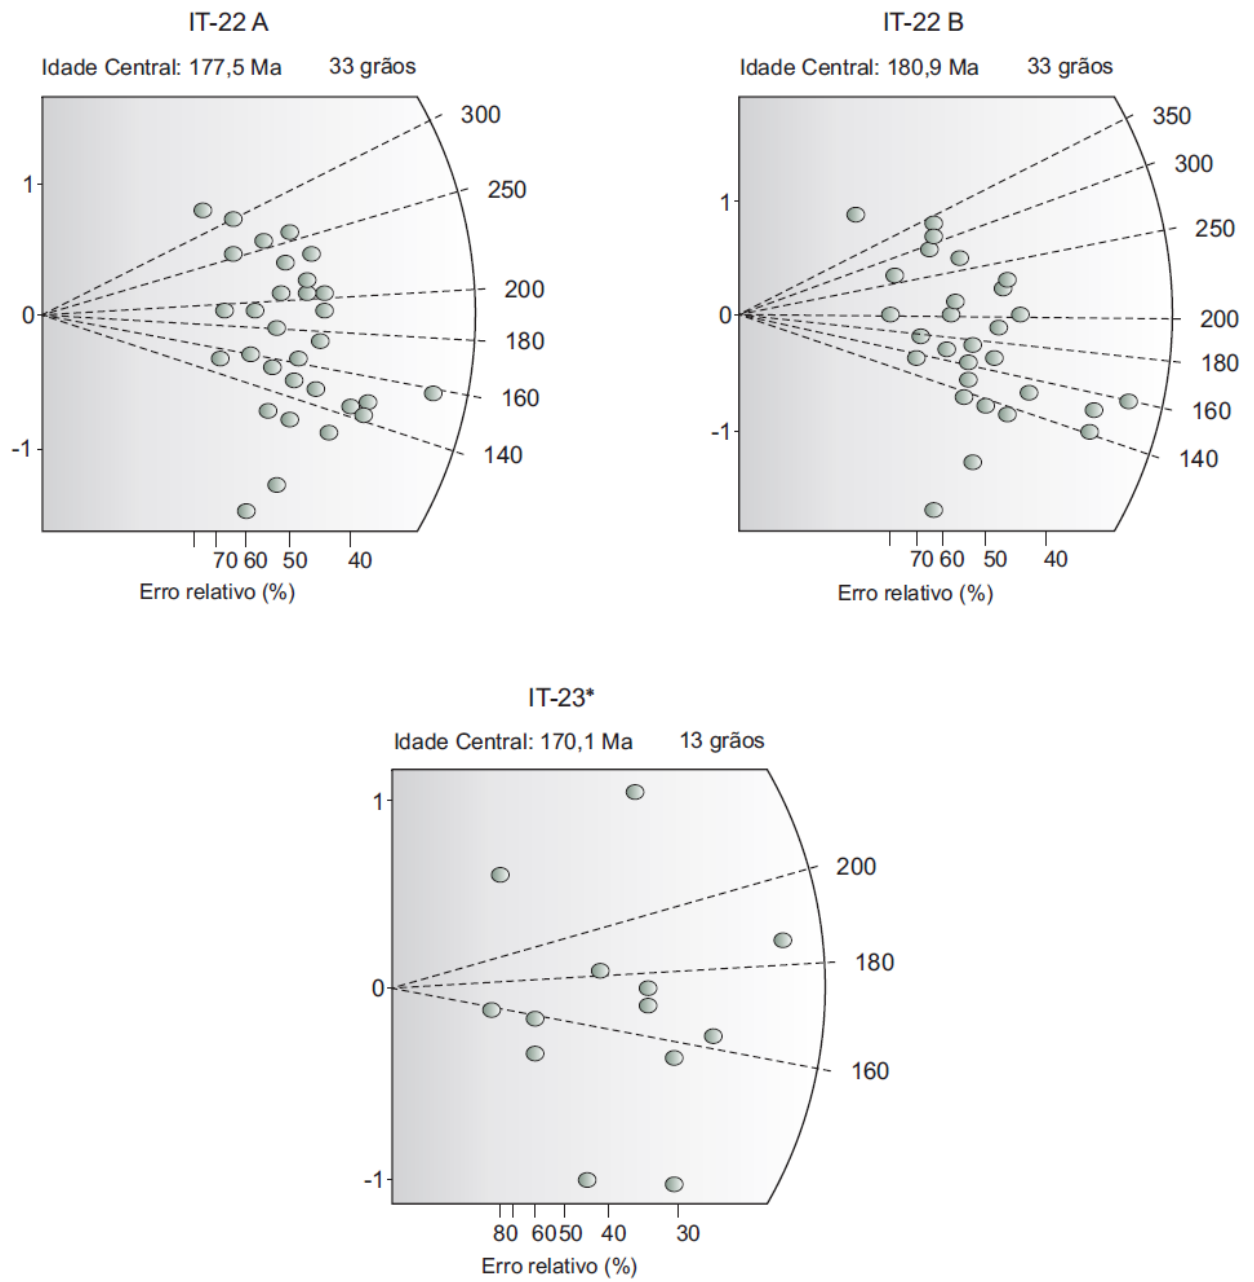 IT-22 A
Idade Central: 177,5 Ma 33 grãos
300
250
200
180
160
140
1
0
-1
70 60 50 40
Erro relativo (%)
IT-22 B
Idade Central: 180,9 Ma 33 grãos
350
300
250
200
180
160
140
1
0
-1
70 60 50 40
Erro relativo (%)
IT-23*
Idade Central: 170,1 Ma 13 grãos
200
180
160
1
0
-1
80 60 50 40 30
Erro relativo (%)